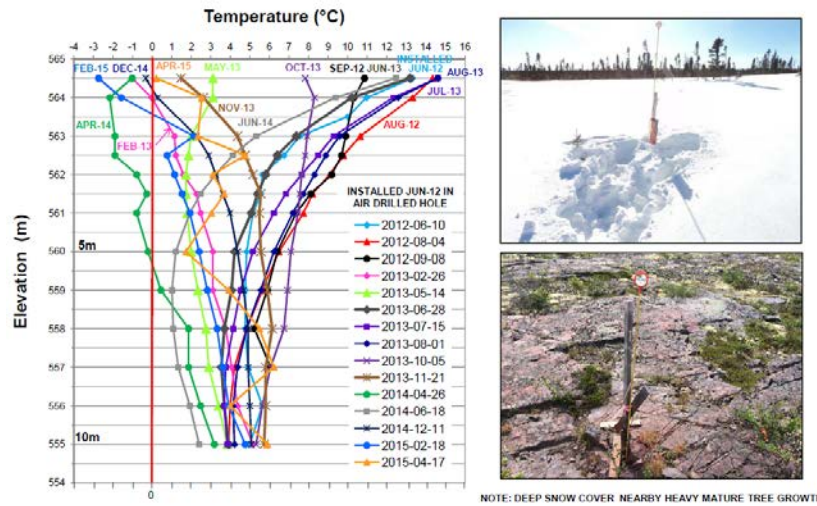 Temperature (°C)
-4 -3 -2 -1 0 1 2 3 4 5 6 7 8 9 10 11 12 13 14 15 16
565
564
563
562
561
560
559
558
557
556
555
554
Elevation (m)
5m
10m
0
FEB-15
DEC-14
APR-15
MAY-13
OCT-13
SEP-12
JUN-13
INSTALLED
JUN-12
AUG-13
JUL-13
AUG-12
NOV-13
JUN-14
APR-14
FEB-13
INSTALLED JUN-12 IN
AIR DRILLED HOLE
2012-06-10
2012-08-04
2012-09-08
2013-02-26
2013-05-14
2013-06-28
2013-07-15
2013-08-01
2013-10-05
2013-11-21
2014-04-26
2014-06-18
2014-12-11
2015-02-18
2015-04-17
NOTE: DEEP SNOW COVER NEARBY HEAVY MATURE TREE GROWT